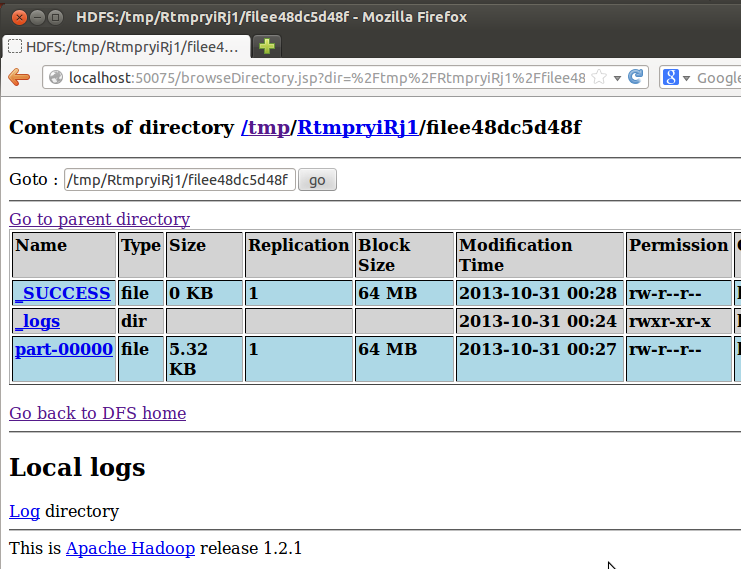 HDFS:/tmp/RtmpryiRj1/filee48dc5d48f - Mozilla Firefox
HDFS:/tmp/RtmpryiRj1/filee4...
localhost:50075/browseDirectory.jsp?dir=%2Ftmp%2FRtmpryiRj1%2Ffilee48 Google
Contents of directory /tmp/RtmpryiRj1/filee48dc5d48f
Goto : /tmp/RtmpryiRj1/filee48dc5d48f go
Go to parent directory
Name Type Size Replication Block Size Modification Time Permission
_SUCCESS file 0 KB 1 64 MB 2013-10-31 00:28 rw-r--r--
_logs dir 2013-10-31 00:24 rwxr-xr-x
part-00000 file 5.32 KB 1 64 MB 2013-10-31 00:27 rw-r--r--
Go back to DFS home
Local logs
Log directory
This is Apache Hadoop release 1.2.1